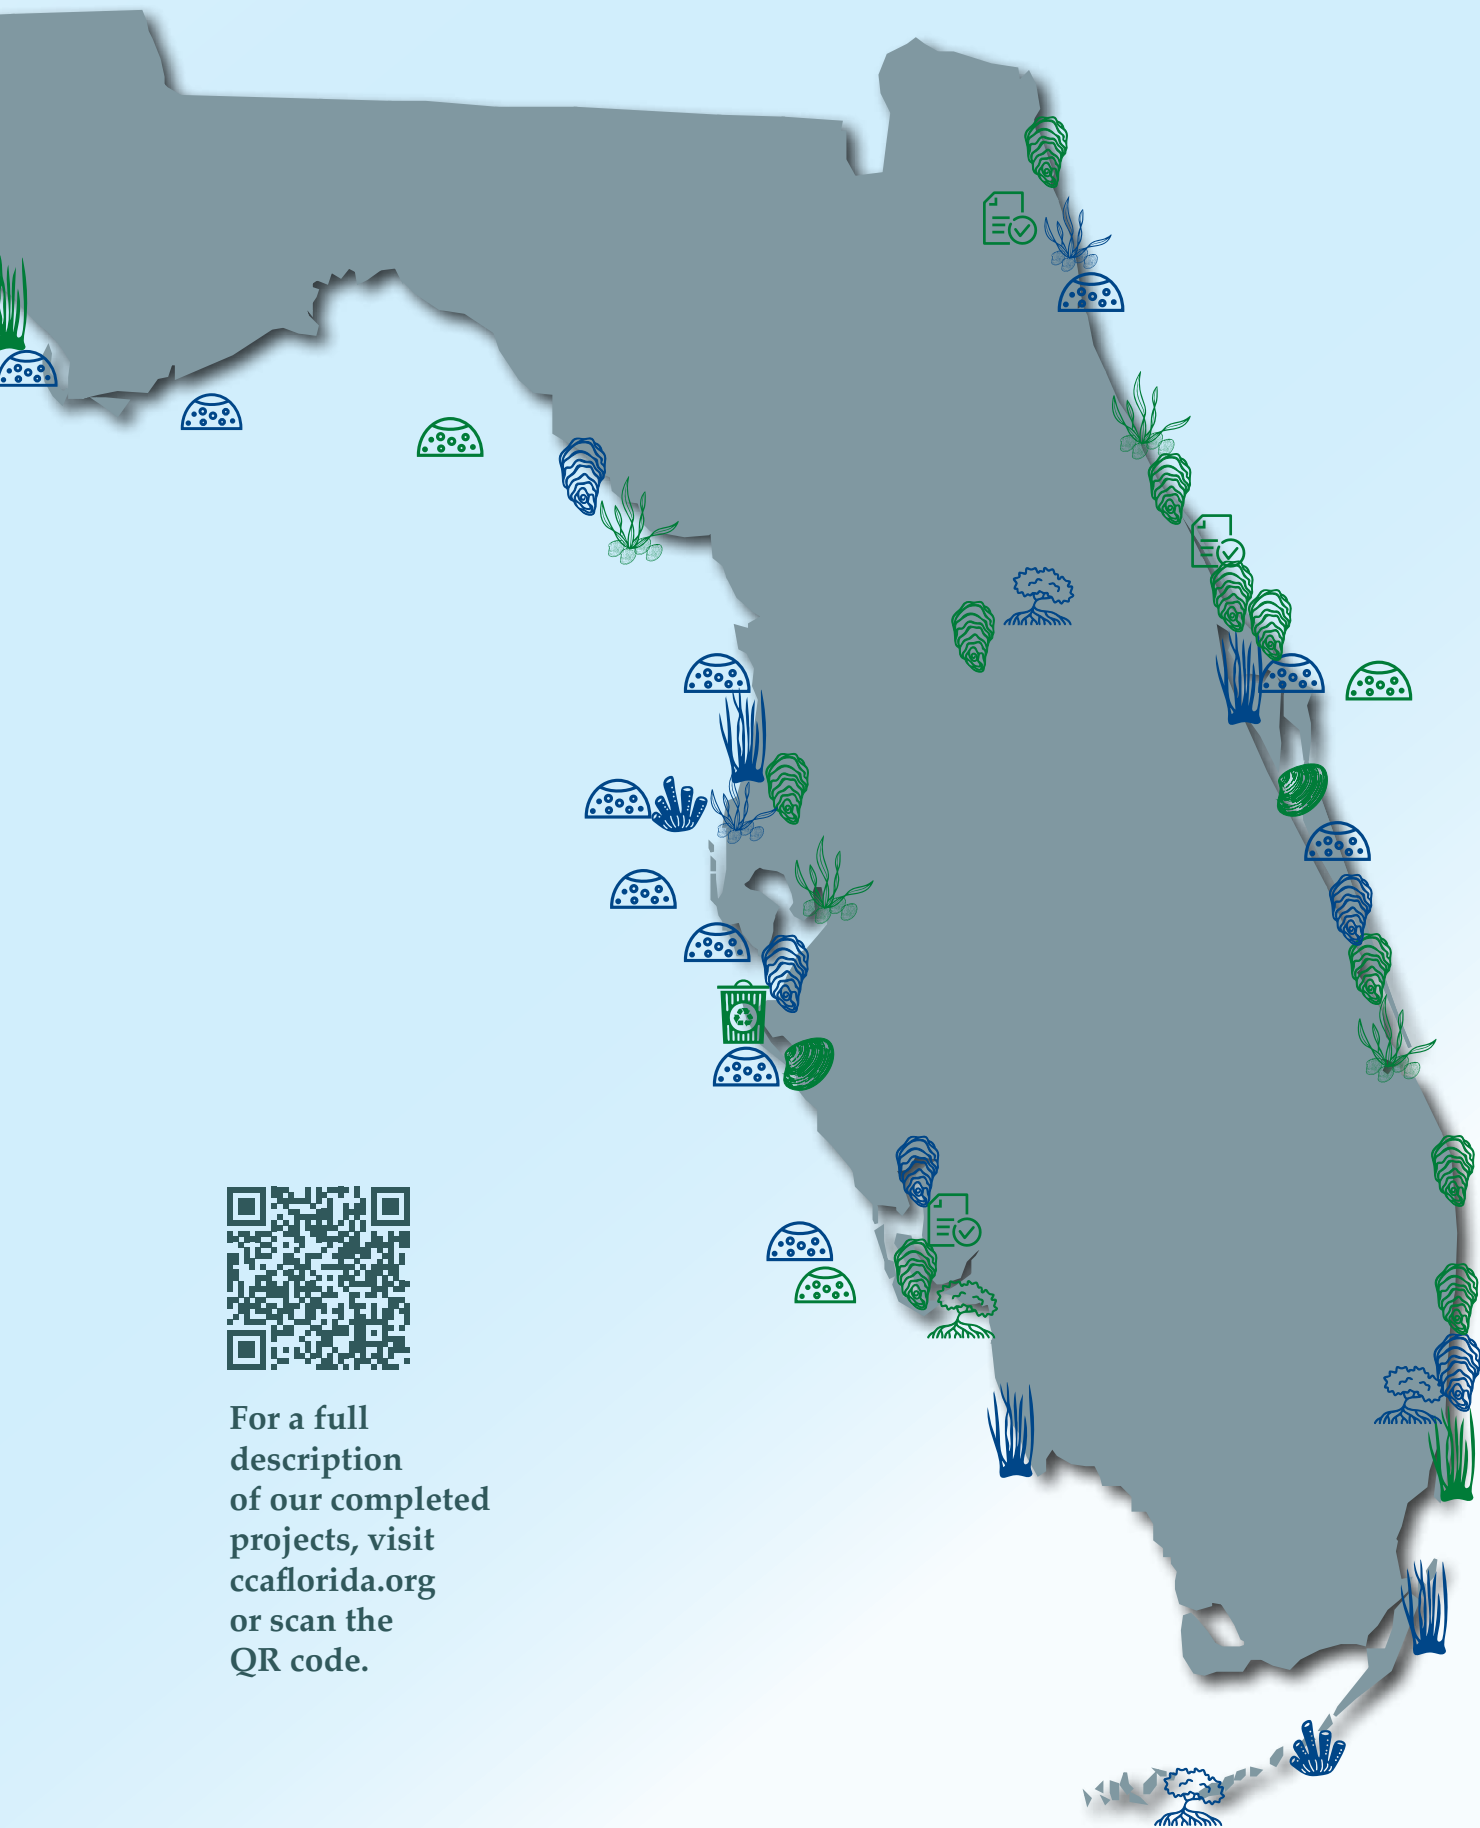 For a full
description
of our completed
projects, visit
ccaflorida.org
or scan the
QR code.